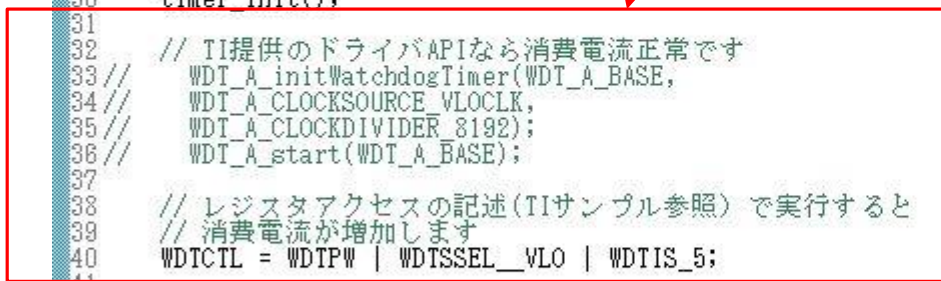 30 timer_init();
31
32 // TI提供のドライバAPIなら消費電流正常です
33 // WDT_A_initWatchdogTimer(WDT_A_BASE,
34 // WDT_A_CLOCKSOURCE_VLOCLK,
35 // WDT_A_CLOCKDIVIDER_8192);
36 // WDT_A_start(WDT_A_BASE);
37
38 // レジスタアクセスの記述(TIサンプル参照) で実行すると
39 // 消費電流が増加します
40 WDTCTL = WDTPW | WDTSSEL__VLO | WDTIS_5;